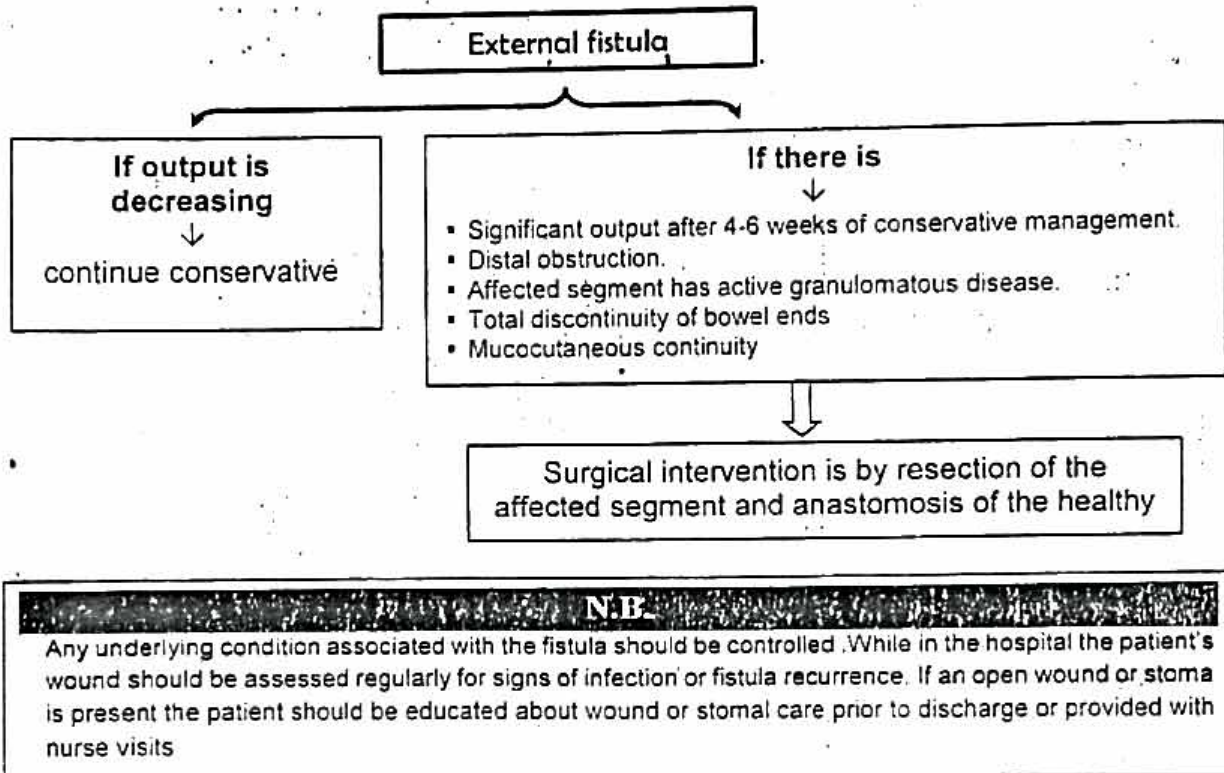 External fistula
If output is
decreasing
↓
continue conservative
If there is
↓
▪ Significant output after 4-6 weeks of conservative management.
▪ Distal obstruction.
▪ Affected segment has active granulomatous disease.
▪ Total discontinuity of bowel ends
▪ Mucocutaneous continuity
Surgical intervention is by resection of the
affected segment and anastomosis of the healthy
N.B.
Any underlying condition associated with the fistula should be controlled .While in the hospital the patient's
wound should be assessed regularly for signs of infection or fistula recurrence. If an open wound or stoma
is present the patient should be educated about wound or stomal care prior to discharge or provided with
nurse visits